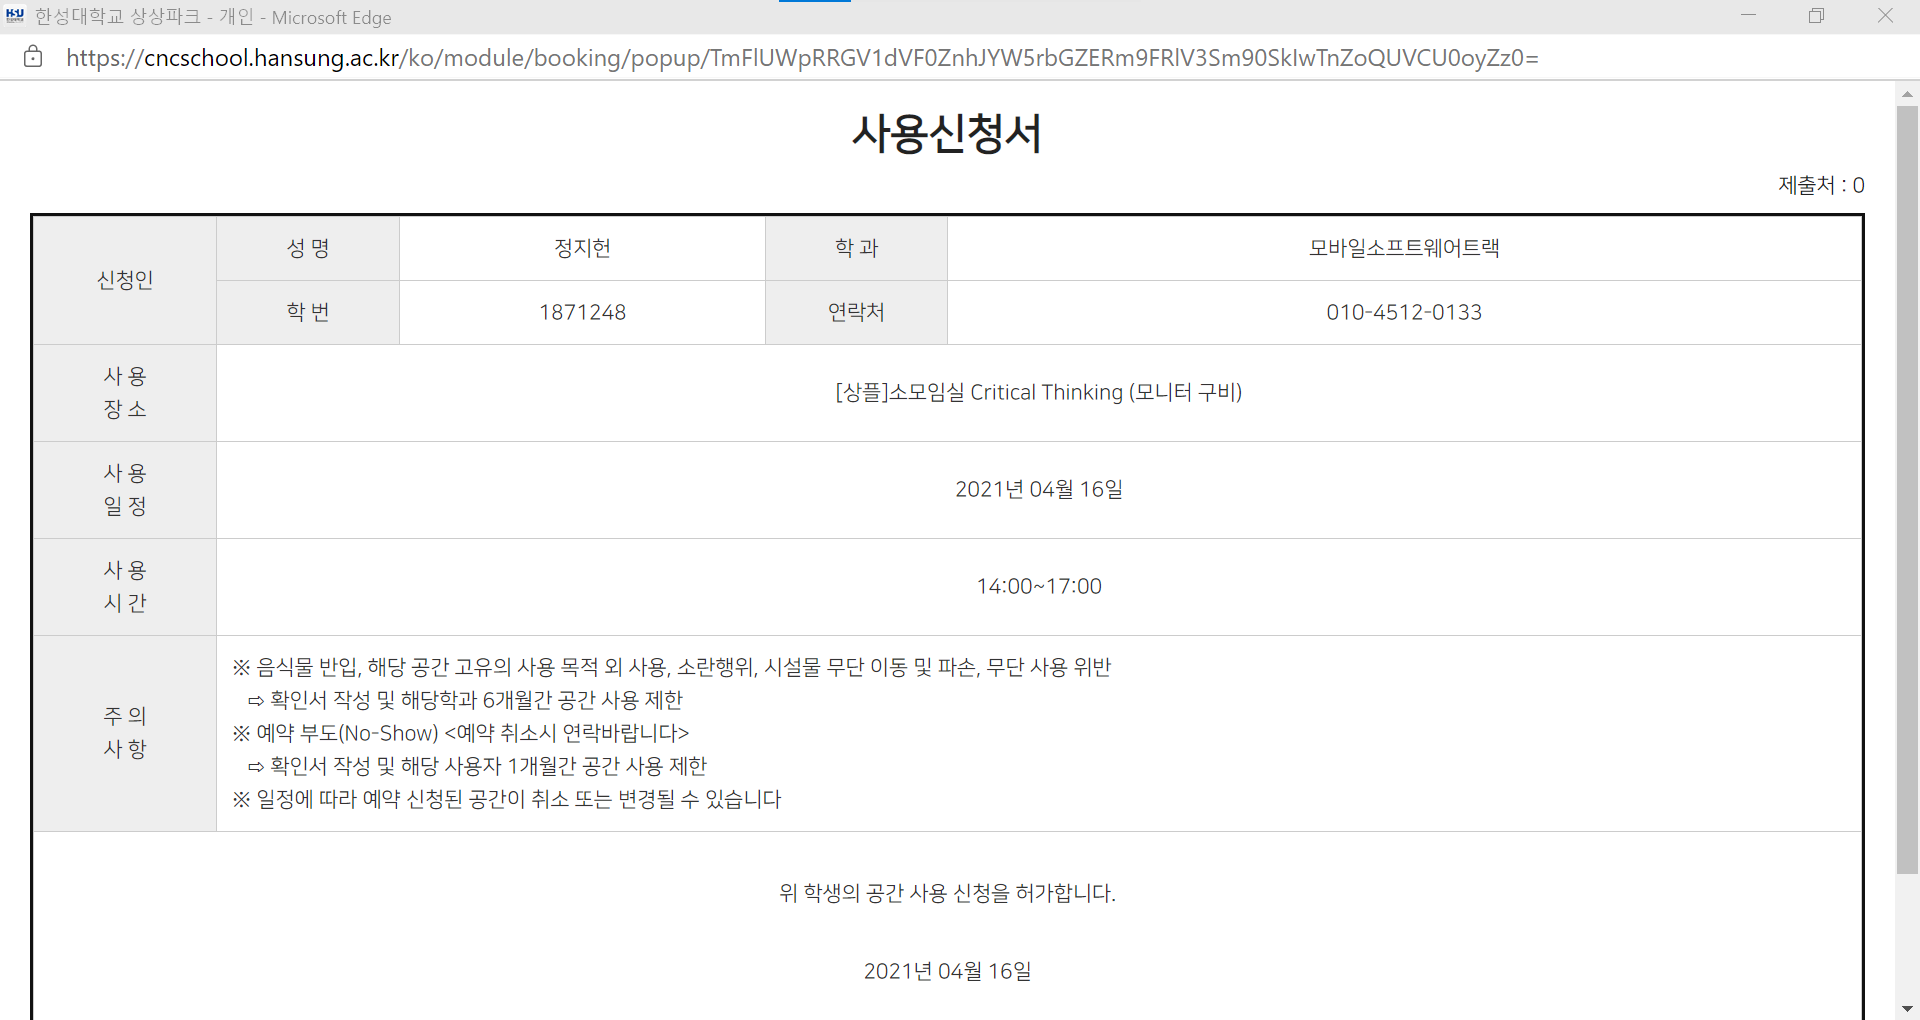 한성대학교 상상파크 - 개인 - Microsoft Edge
https://cncschool.hansung.ac.kr/ko/module/booking/popup/TmFlUWpRRGV1dVF0ZnhJYW5rbGZERm9FRlV3Sm90SkIwTnZoQUVCU0oyZz0=
사용신청서
제출처 : 0
신청인
성 명
정지헌
학 과
모바일소프트웨어트랙
학 번
1871248
연락처
010-4512-0133
사 용
장 소
[상플]소모임실 Critical Thinking (모니터 구비)
사 용
일 정
2021년 04월 16일
사 용
시 간
14:00~17:00
주 의
사 항
※ 음식물 반입, 해당 공간 고유의 사용 목적 외 사용, 소란행위, 시설물 무단 이동 및 파손, 무단 사용 위반
⇨ 확인서 작성 및 해당학과 6개월간 공간 사용 제한
※ 예약 부도(No-Show) <예약 취소시 연락바랍니다>
⇨ 확인서 작성 및 해당 사용자 1개월간 공간 사용 제한
※ 일정에 따라 예약 신청된 공간이 취소 또는 변경될 수 있습니다
위 학생의 공간 사용 신청을 허가합니다.
2021년 04월 16일